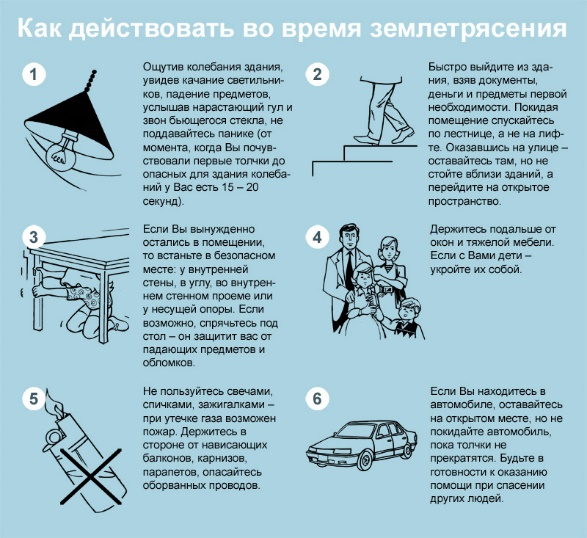 Как действовать во время землетрясения
1
Ощутив колебания здания,
увидев качание светильни-
ков, падение предметов,
услышав нарастающий гул и
звон бьющегося стекла, не
поддавайтесь панике (от
момента, когда Вы почув-
ствовали первые толчки до
опасных для здания колеба-
ний у Вас есть 15 – 20
секунд).
2
Быстро выйдите из зда-
ния, взяв документы,
деньги и предметы первой
необходимости. Покидая
помещение спускайтесь
по лестнице, а не на лиф-
те. Оказавшись на улице –
оставайтесь там, но не
стойте вблизи зданий, а
перейдите на открытое
пространство.
3
Если Вы вынужденно
остались в помещении,
то встаньте в безопасном
месте: у внутренней
стены, в углу, во внутрен-
нем стенном проеме или
у несущей опоры. Если
возможно, спрячьтесь под
стол – он защитит вас от
падающих предметов и
обломков.
4
Держитесь подальше от
окон и тяжелой мебели.
Если с Вами дети –
укройте их собой.
5
Не пользуйтесь свечами,
спичками, зажигалками –
при утечке газа возможен
пожар. Держитесь в
стороне от нависающих
балконов, карнизов,
парапетов, опасайтесь
оборванных проводов.
6
Если Вы находитесь в
автомобиле, оставайтесь
на открытом месте, но не
покидайте автомобиль,
пока толчки не
прекратятся. Будьте в
готовности к оказанию
помощи при спасении
других людей.